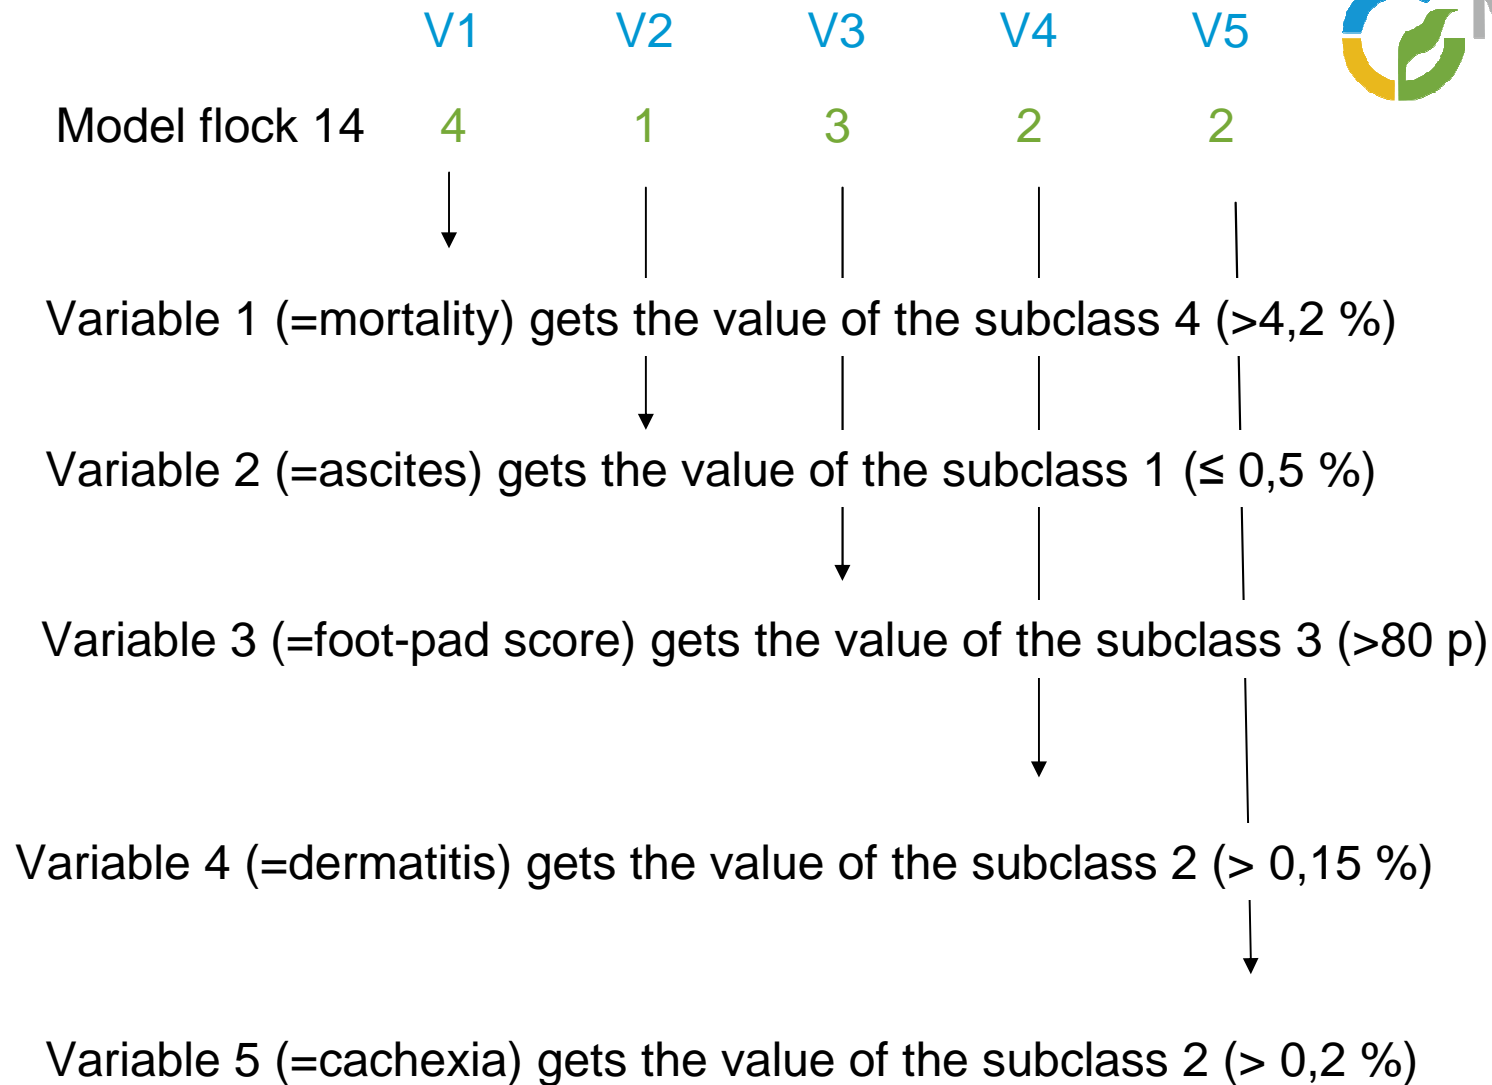 V1 V2 V3 V4 V5
Model flock 14 4 1 3 2 2
Variable 1 (=mortality) gets the value of the subclass 4 (>4,2 %)
Variable 2 (=ascites) gets the value of the subclass 1 (≤ 0,5 %)
Variable 3 (=foot-pad score) gets the value of the subclass 3 (>80 p)
Variable 4 (=dermatitis) gets the value of the subclass 2 (> 0,15 %)
Variable 5 (=cachexia) gets the value of the subclass 2 (> 0,2 %)